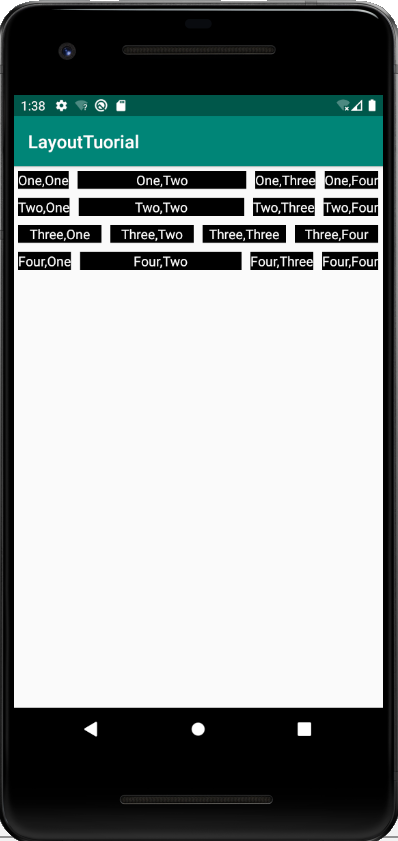 1:38
LayoutTuorial
One,One One,Two One,Three One,Four
Two,One Two,Two Two,Three Two,Four
Three,One Three,Two Three,Three Three,Four
Four,One Four,Two Four,Three Four,Four